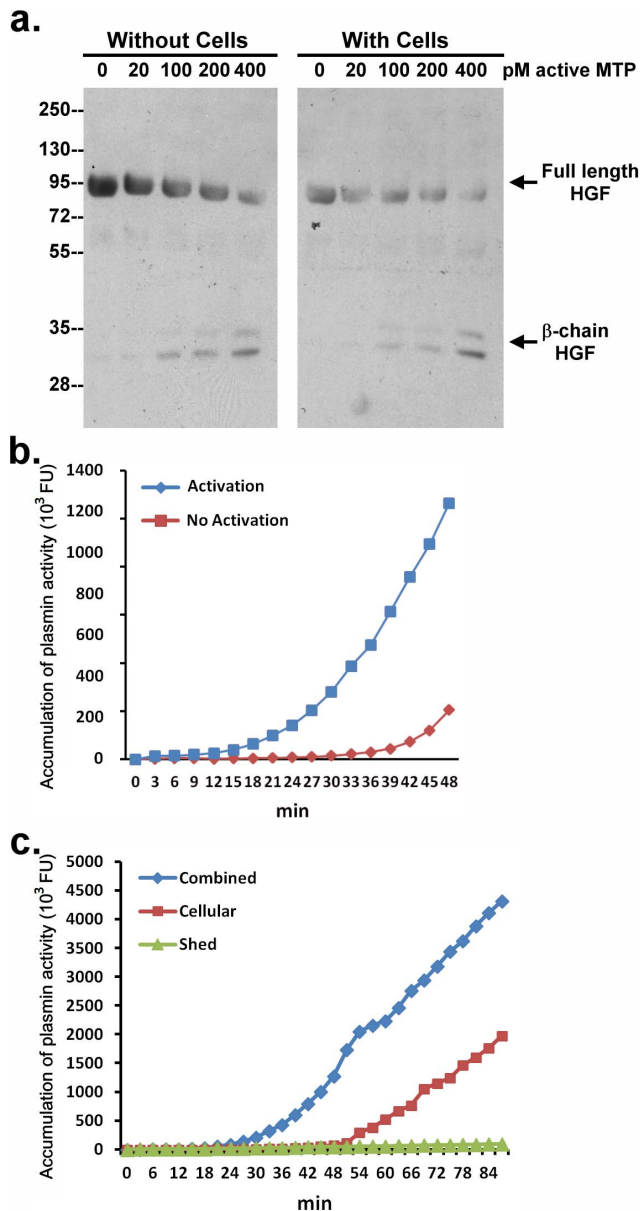 a.
Without Cells With Cells
0 20 100 200 400 0 20 100 200 400 pM active MTP
250--
130--
95--
72--
55--
35--
28--
Full length
HGF
β-chain
HGF
b.
Accumulation of plasmin activity (10³ FU)
1400
1200
1000
800
600
400
200
0
Activation
No Activation
0 3 6 9 12 15 18 21 24 27 30 33 36 39 42 45 48
min
c.
Accumulation of plasmin activity (10³ FU)
5000
4500
4000
3500
3000
2500
2000
1500
1000
500
0
Combined
Cellular
Shed
0 6 12 18 24 30 36 42 48 54 60 66 72 78 84
min